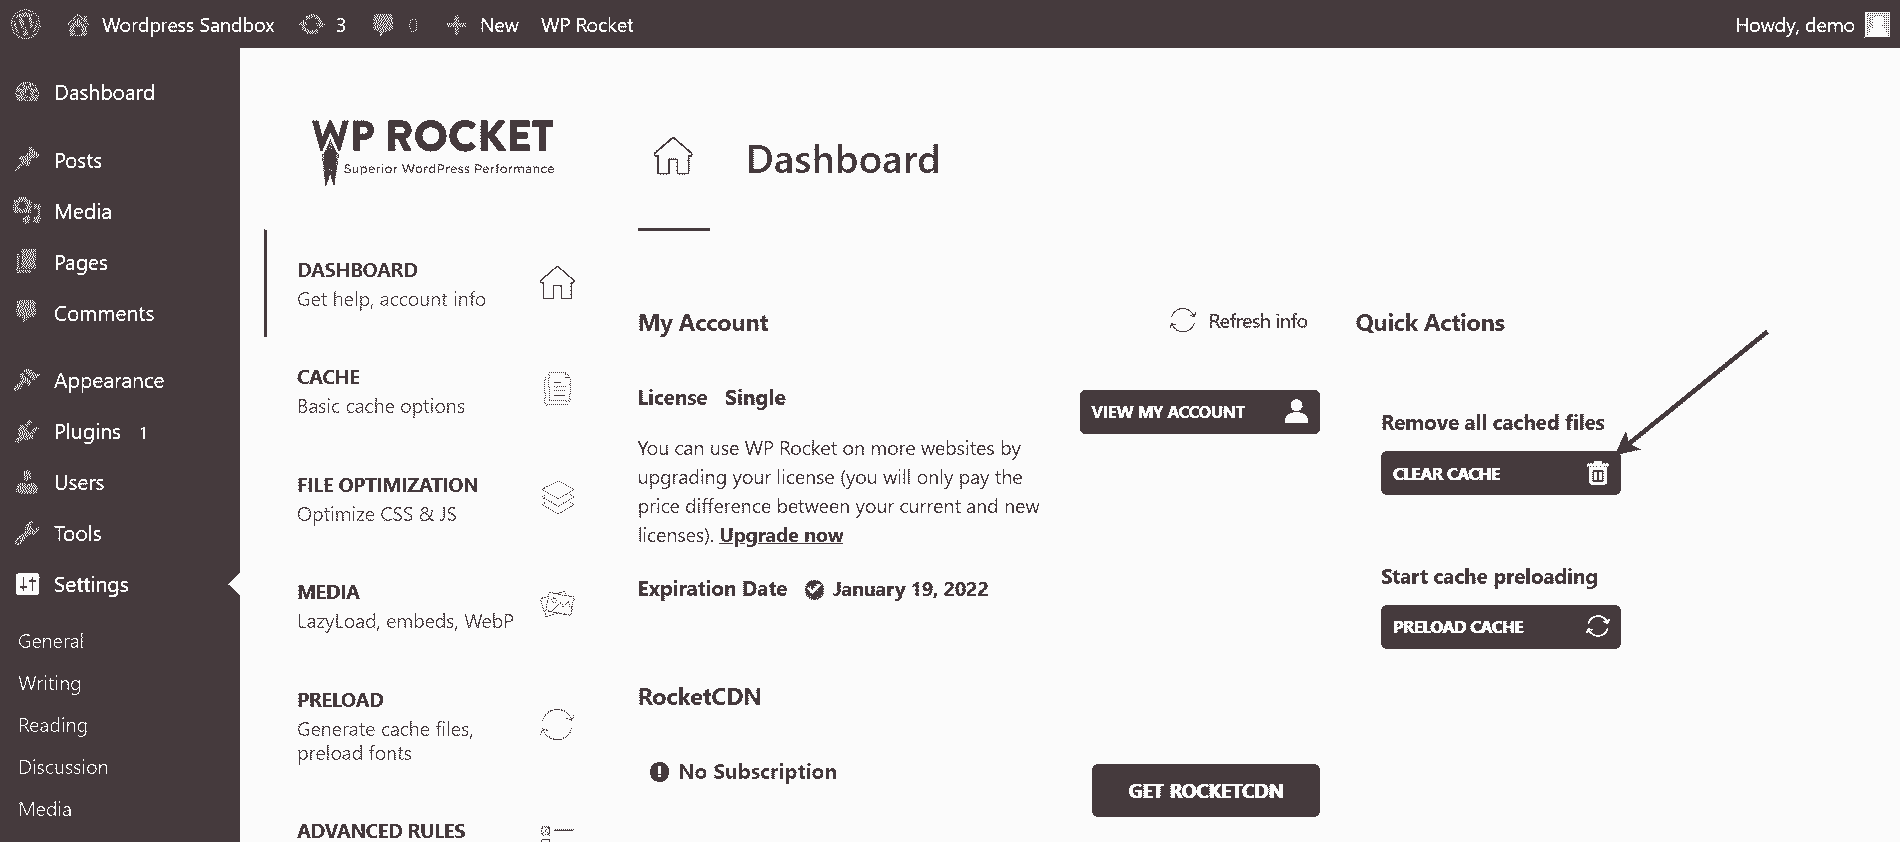 Wordpress Sandbox 3 0 New WP Rocket Howdy, demo
Dashboard
Posts
Media
Pages
Comments
Appearance
Plugins 1
Users
Tools
Settings
General
Writing
Reading
Discussion
Media
WP ROCKET
Superior WordPress Performance
DASHBOARD
Get help, account info
CACHE
Basic cache options
FILE OPTIMIZATION
Optimize CSS & JS
MEDIA
LazyLoad, embeds, WebP
PRELOAD
Generate cache files,
preload fonts
ADVANCED RULES
Dashboard
My Account
Refresh info
License Single
VIEW MY ACCOUNT
You can use WP Rocket on more websites by
upgrading your license (you will only pay the
price difference between your current and new
licenses). Upgrade now
Expiration Date January 19, 2022
RocketCDN
No Subscription
GET ROCKETCDN
Quick Actions
Remove all cached files
CLEAR CACHE
Start cache preloading
PRELOAD CACHE